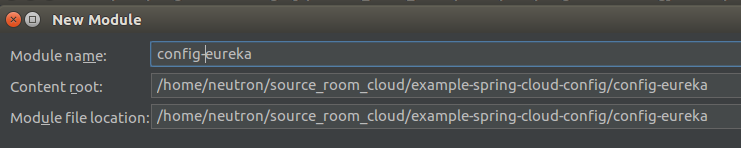 New Module
Module name: config-eureka
Content root: /home/neutron/source_room_cloud/example-spring-cloud-config/config-eureka
Module file location: /home/neutron/source_room_cloud/example-spring-cloud-config/config-eureka